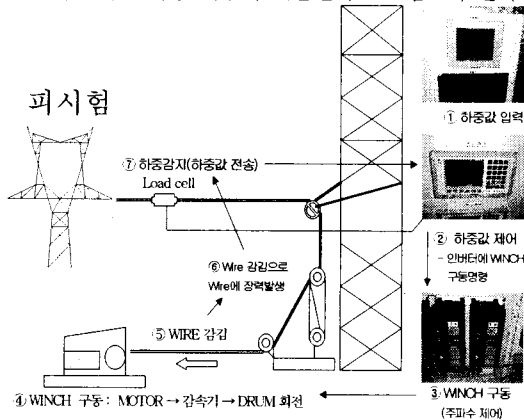 피시험
① 하중값 입력
⑦ 하중감지(하중값 전송)
Load cell
② 하중값 제어
- 인버터에 WINCH
구동명령
⑥ Wire 감김으로
Wire에 장력발생
⑤ WIRE 감김
④ WINCH 구동 : MOTOR → 감속기 → DRUM 회전
③ WINCH 구동
(주파수 제어)